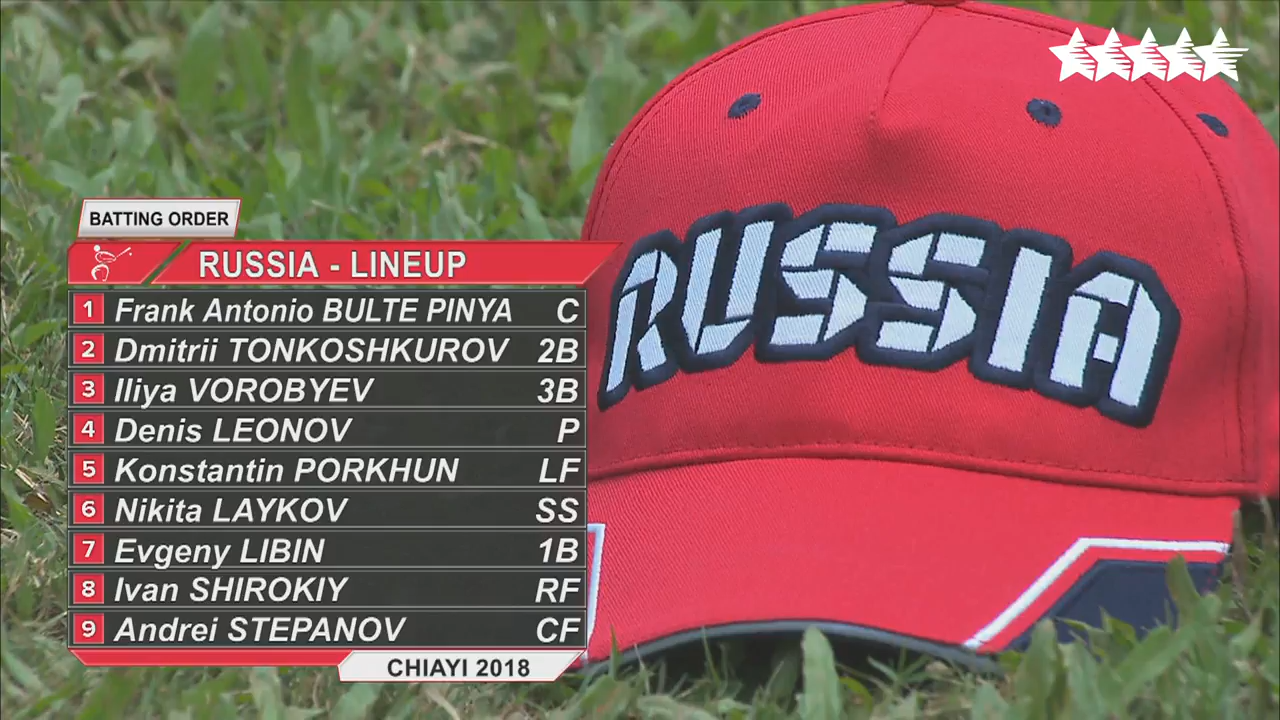 BATTING ORDER
RUSSIA - LINEUP
1 Frank Antonio BULTE PINYA C
2 Dmitrii TONKOSHKUROV 2B
3 Iliya VOROBYEV 3B
4 Denis LEONOV P
5 Konstantin PORKHUN LF
6 Nikita LAYKOV SS
7 Evgeny LIBIN 1B
8 Ivan SHIROKIY RF
9 Andrei STEPANOV CF
CHIAYI 2018
RUSSIA